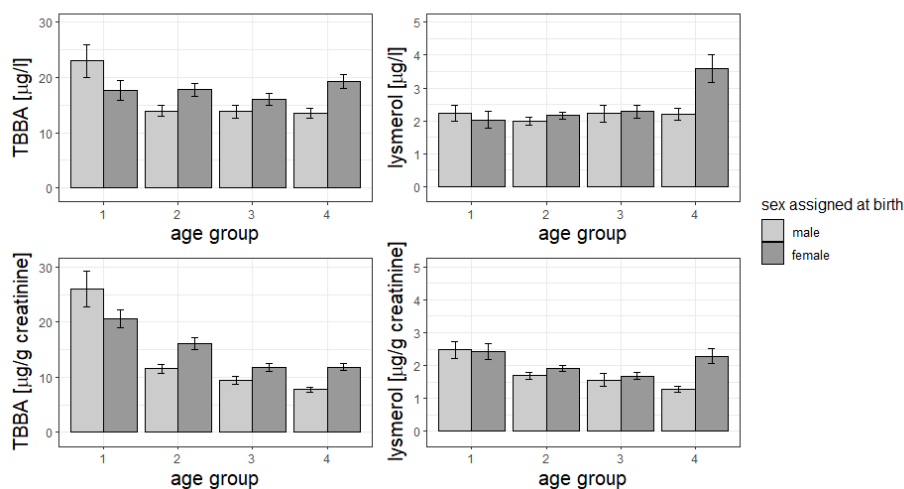 TBBA [µg/l]
30
20
10
0
1 2 3 4
age group
lysmerol [µg/l]
5
4
3
2
1
0
1 2 3 4
age group
sex assigned at birth
male
female
TBBA [µg/g creatinine]
30
20
10
0
1 2 3 4
age group
lysmerol [µg/g creatinine]
5
4
3
2
1
0
1 2 3 4
age group